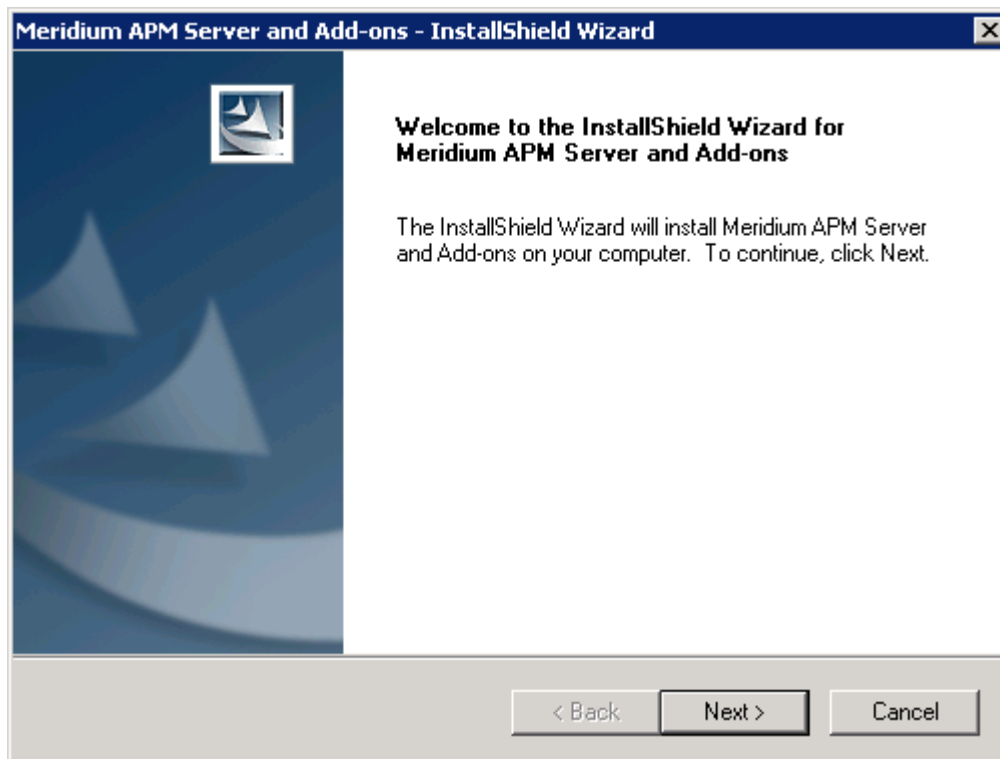 Meridium APM Server and Add-ons - InstallShield Wizard
Welcome to the InstallShield Wizard for
Meridium APM Server and Add-ons
The InstallShield Wizard will install Meridium APM Server
and Add-ons on your computer. To continue, click Next.
< Back
Next >
Cancel